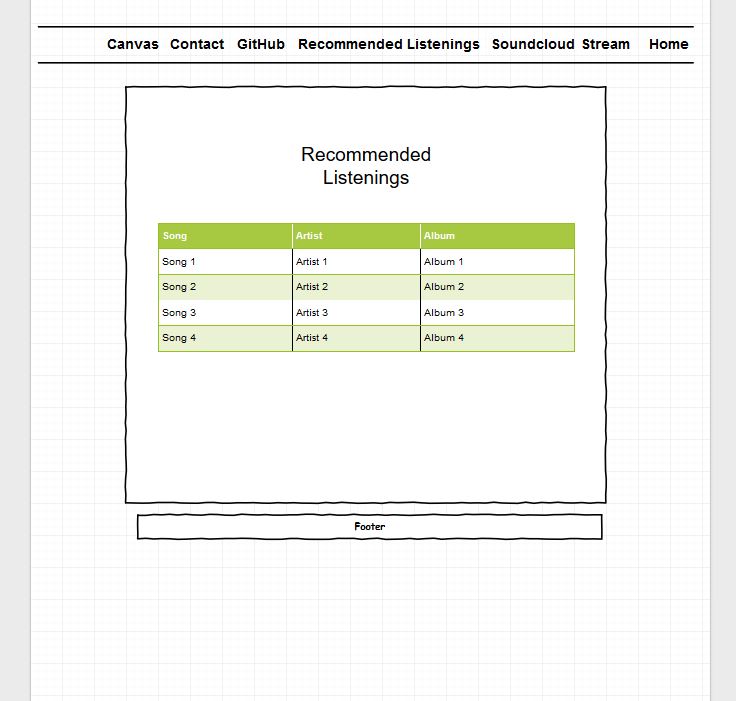 Canvas Contact GitHub Recommended Listenings Soundcloud Stream Home
Recommended
Listenings
Song Artist Album
Song 1 Artist 1 Album 1
Song 2 Artist 2 Album 2
Song 3 Artist 3 Album 3
Song 4 Artist 4 Album 4
Footer